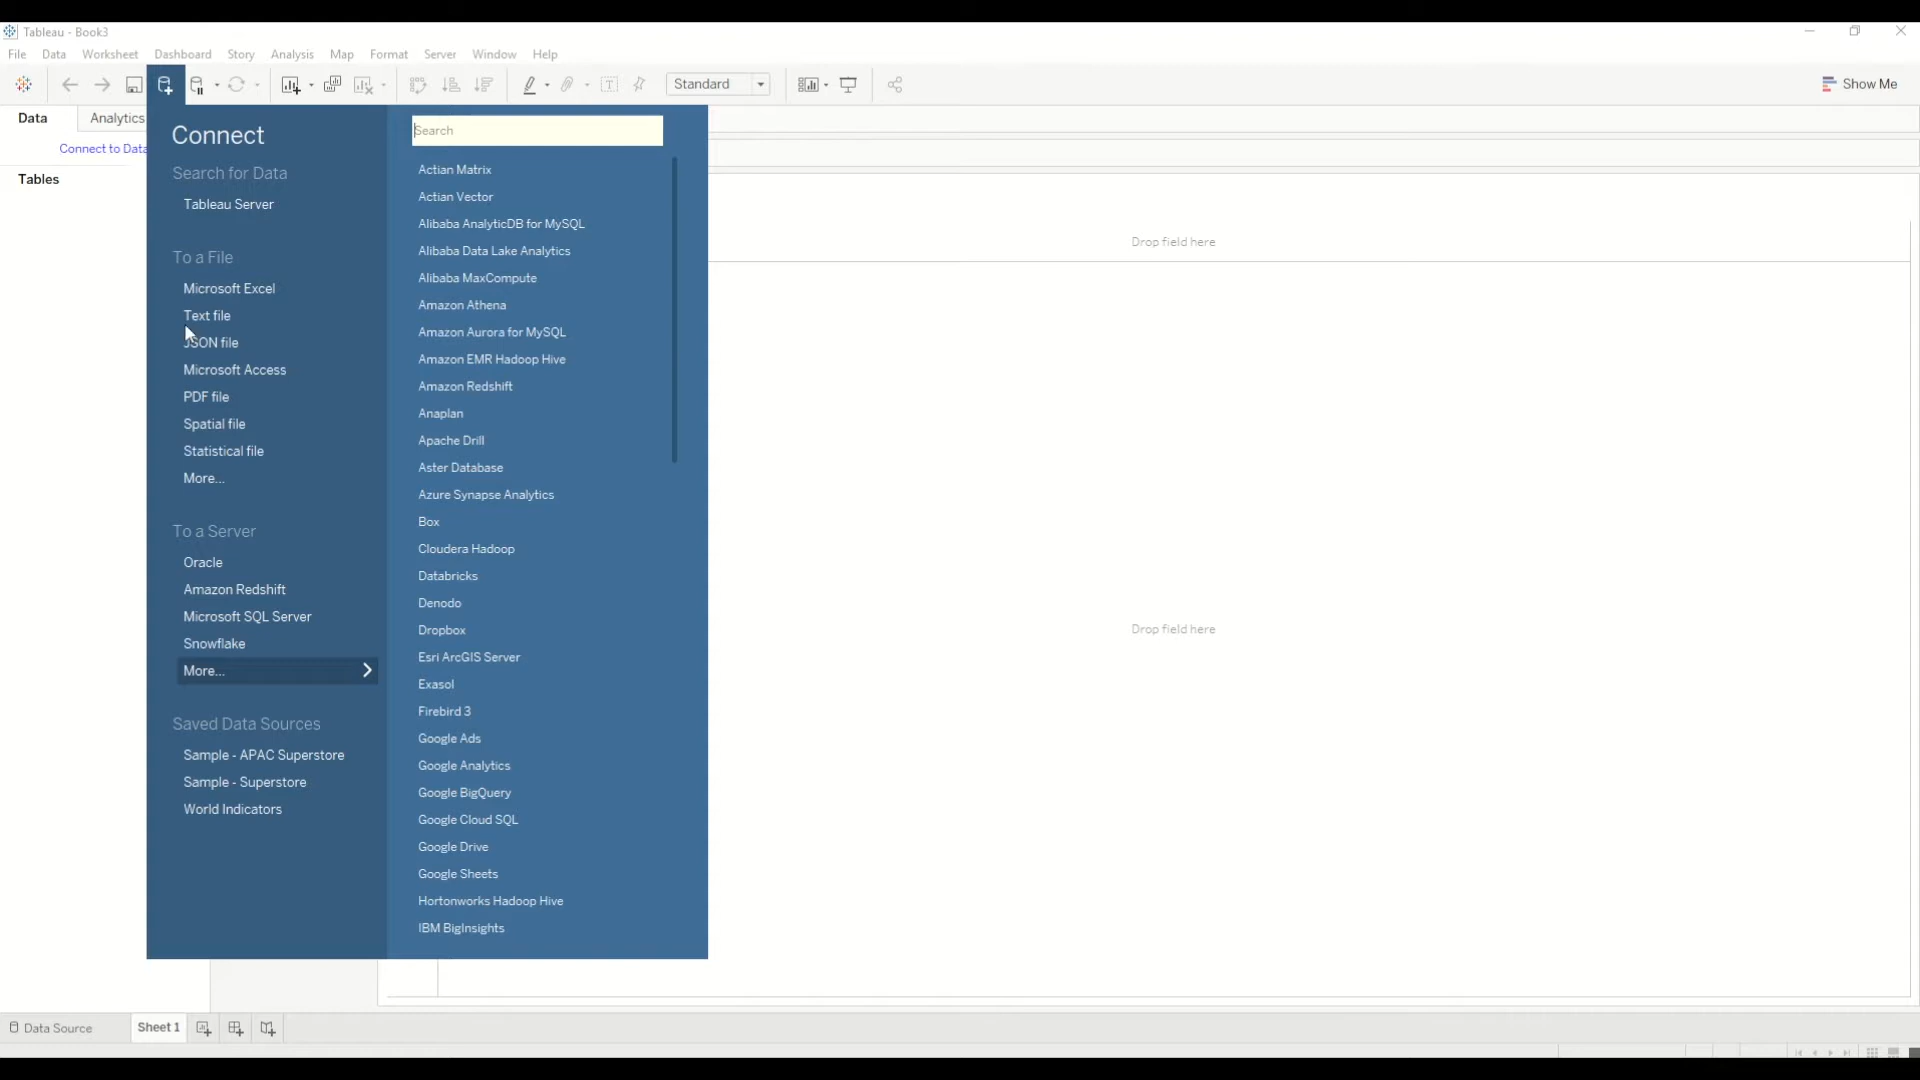 Tableau - Book3
File Data Worksheet Dashboard Story Analysis Map Format Server Window Help
Standard
Show Me
Data Analytics
Connect to Data
Tables
Connect
Search for Data
Tableau Server
To a File
Microsoft Excel
Text file
JSON file
Microsoft Access
PDF file
Spatial file
Statistical file
More...
To a Server
Oracle
Amazon Redshift
Microsoft SQL Server
Snowflake
More...
Saved Data Sources
Sample - APAC Superstore
Sample - Superstore
World Indicators
Search
Actian Matrix
Actian Vector
Alibaba AnalyticDB for MySQL
Alibaba Data Lake Analytics
Alibaba MaxCompute
Amazon Athena
Amazon Aurora for MySQL
Amazon EMR Hadoop Hive
Amazon Redshift
Anaplan
Apache Drill
Aster Database
Azure Synapse Analytics
Box
Cloudera Hadoop
Databricks
Denodo
Dropbox
Esri ArcGIS Server
Exasol
Firebird 3
Google Ads
Google Analytics
Google BigQuery
Google Cloud SQL
Google Drive
Google Sheets
Hortonworks Hadoop Hive
IBM BigInsights
Drop field here
Drop field here
Data Source Sheet 1